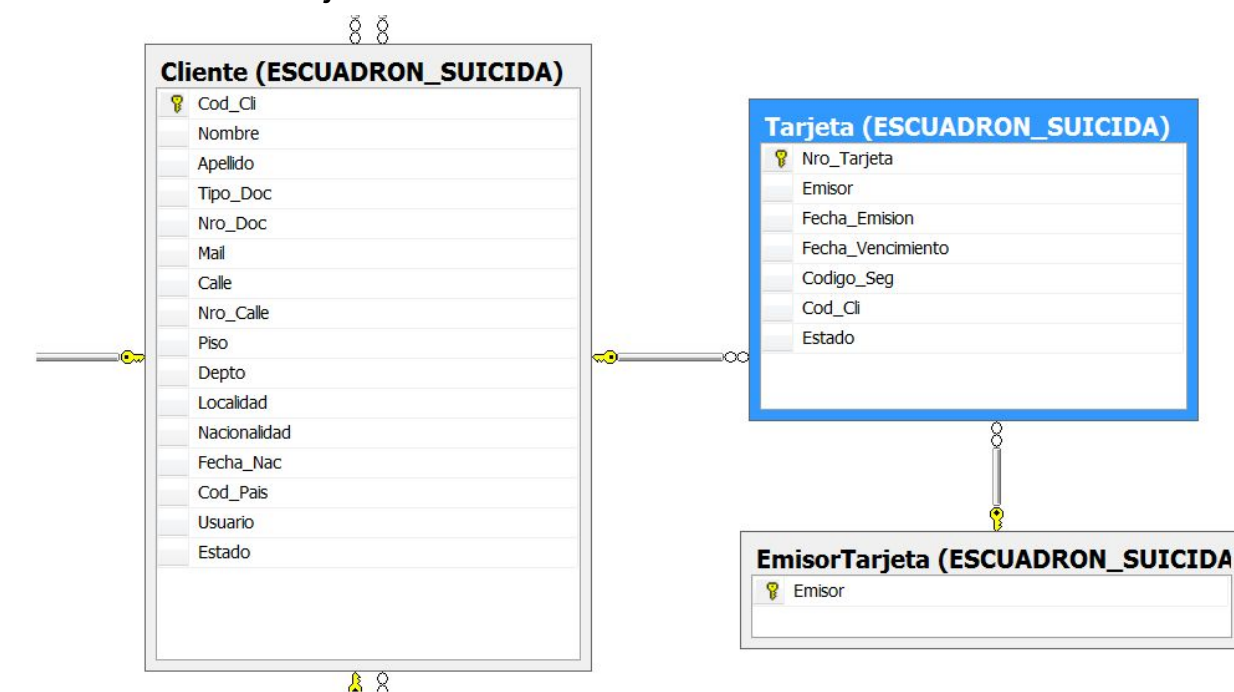 Cliente (ESCUADRON_SUICIDA)
Cod_Cli
Nombre
Apellido
Tipo_Doc
Nro_Doc
Mail
Calle
Nro_Calle
Piso
Depto
Localidad
Nacionalidad
Fecha_Nac
Cod_Pais
Usuario
Estado
Tarjeta (ESCUADRON_SUICIDA)
Nro_Tarjeta
Emisor
Fecha_Emision
Fecha_Vencimiento
Codigo_Seg
Cod_Cli
Estado
EmisorTarjeta (ESCUADRON_SUICIDA
Emisor